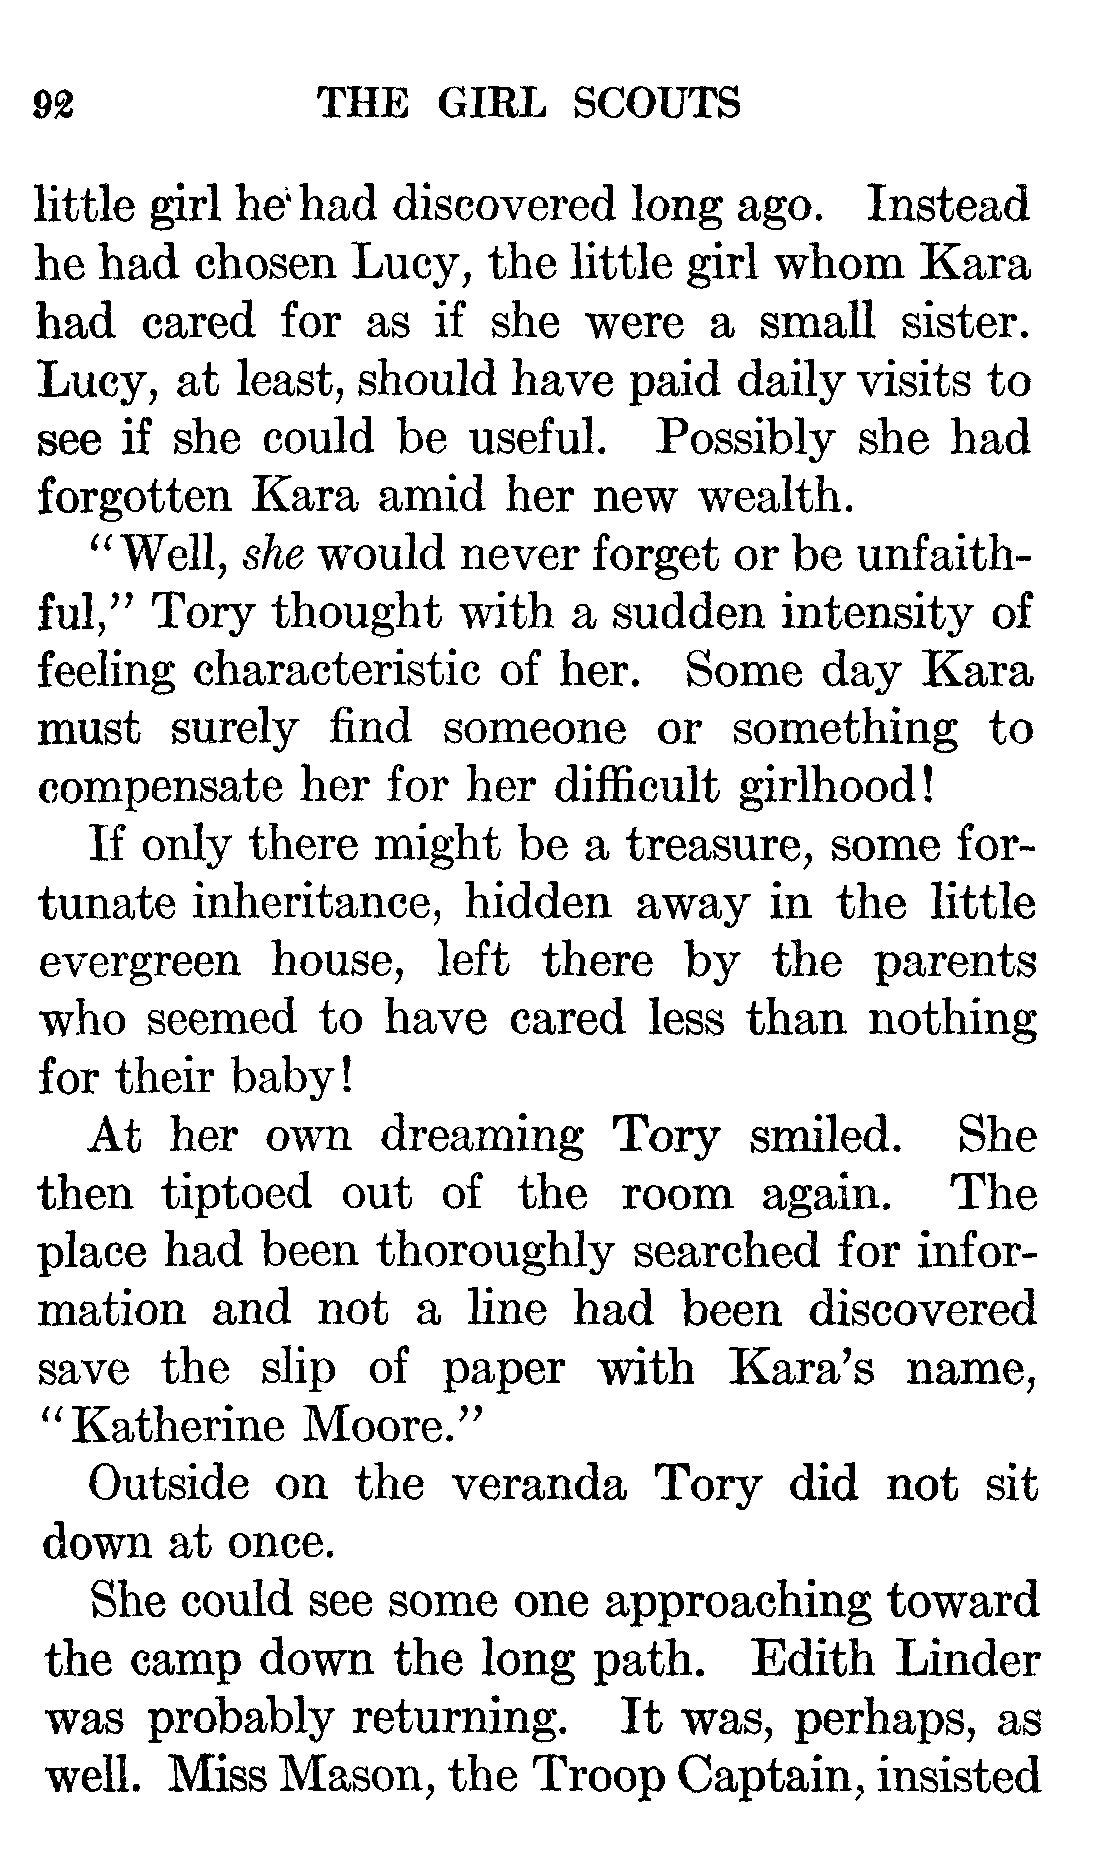 92 THE GIRL SCOUTS
little girl he had discovered long ago. Instead
he had chosen Lucy, the little girl whom Kara
had cared for as if she were a small sister.
Lucy, at least, should have paid daily visits to
see if she could be useful. Possibly she had
forgotten Kara amid her new wealth.
“Well, she would never forget or be unfaith-
ful,” Tory thought with a sudden intensity of
feeling characteristic of her. Some day Kara
must surely find someone or something to
compensate her for her difficult girlhood!
If only there might be a treasure, some for-
tunate inheritance, hidden away in the little
evergreen house, left there by the parents
who seemed to have cared less than nothing
for their baby!
At her own dreaming Tory smiled. She
then tiptoed out of the room again. The
place had been thoroughly searched for infor-
mation and not a line had been discovered
save the slip of paper with Kara’s name,
“Katherine Moore.”
Outside on the veranda Tory did not sit
down at once.
She could see some one approaching toward
the camp down the long path. Edith Linder
was probably returning. It was, perhaps, as
well. Miss Mason, the Troop Captain, insisted